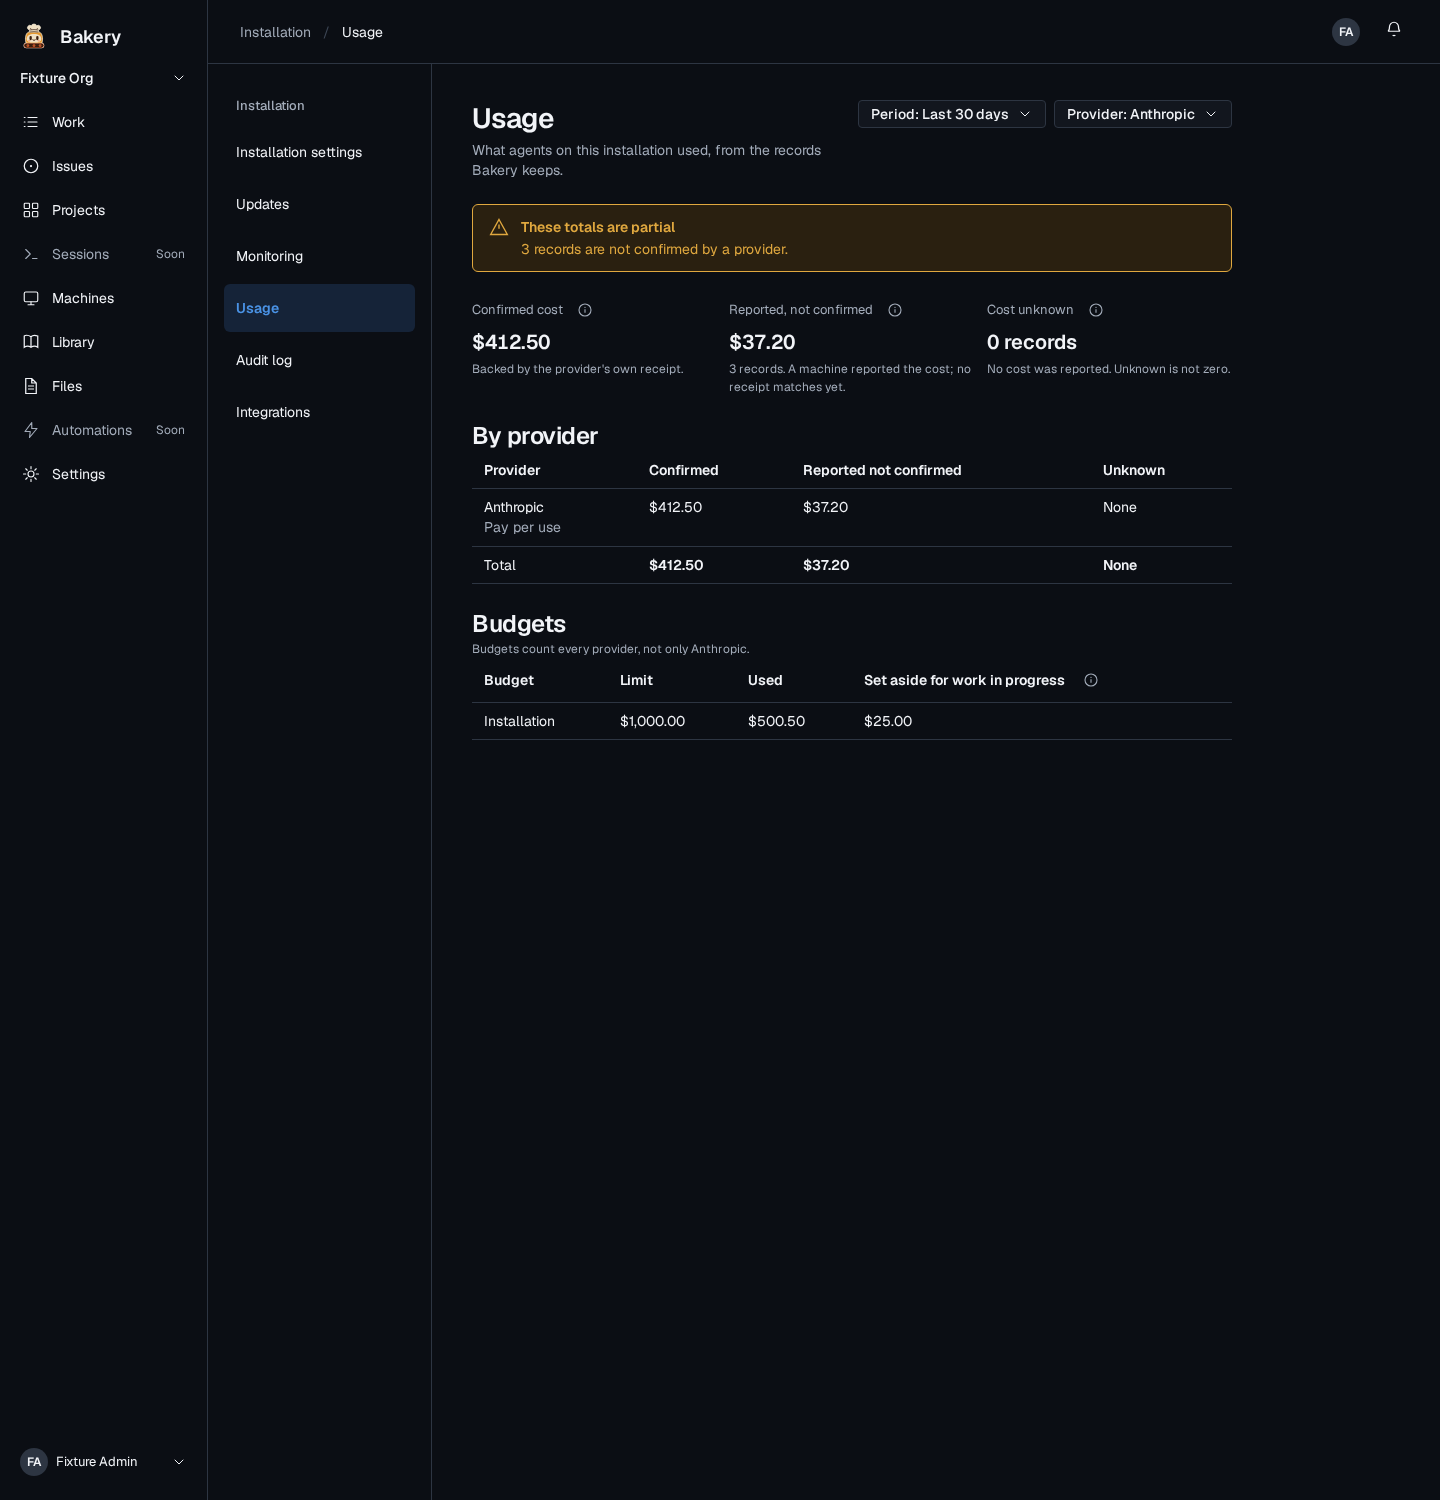 Bakery
Fixture Org
Work
Issues
Projects
Sessions Soon
Machines
Library
Files
Automations Soon
Settings
FA Fixture Admin
Installation / Usage
FA
Installation
Installation settings
Updates
Monitoring
Usage
Audit log
Integrations
Usage
What agents on this installation used, from the records
Bakery keeps.
Period: Last 30 days
Provider: Anthropic
These totals are partial
3 records are not confirmed by a provider.
Confirmed cost
$412.50
Backed by the provider's own receipt.
Reported, not confirmed
$37.20
3 records. A machine reported the cost; no
receipt matches yet.
Cost unknown
0 records
No cost was reported. Unknown is not zero.
By provider
Provider Confirmed Reported not confirmed Unknown
Anthropic $412.50 $37.20 None
Pay per use
Total $412.50 $37.20 None
Budgets
Budgets count every provider, not only Anthropic.
Budget Limit Used Set aside for work in progress
Installation $1,000.00 $500.50 $25.00